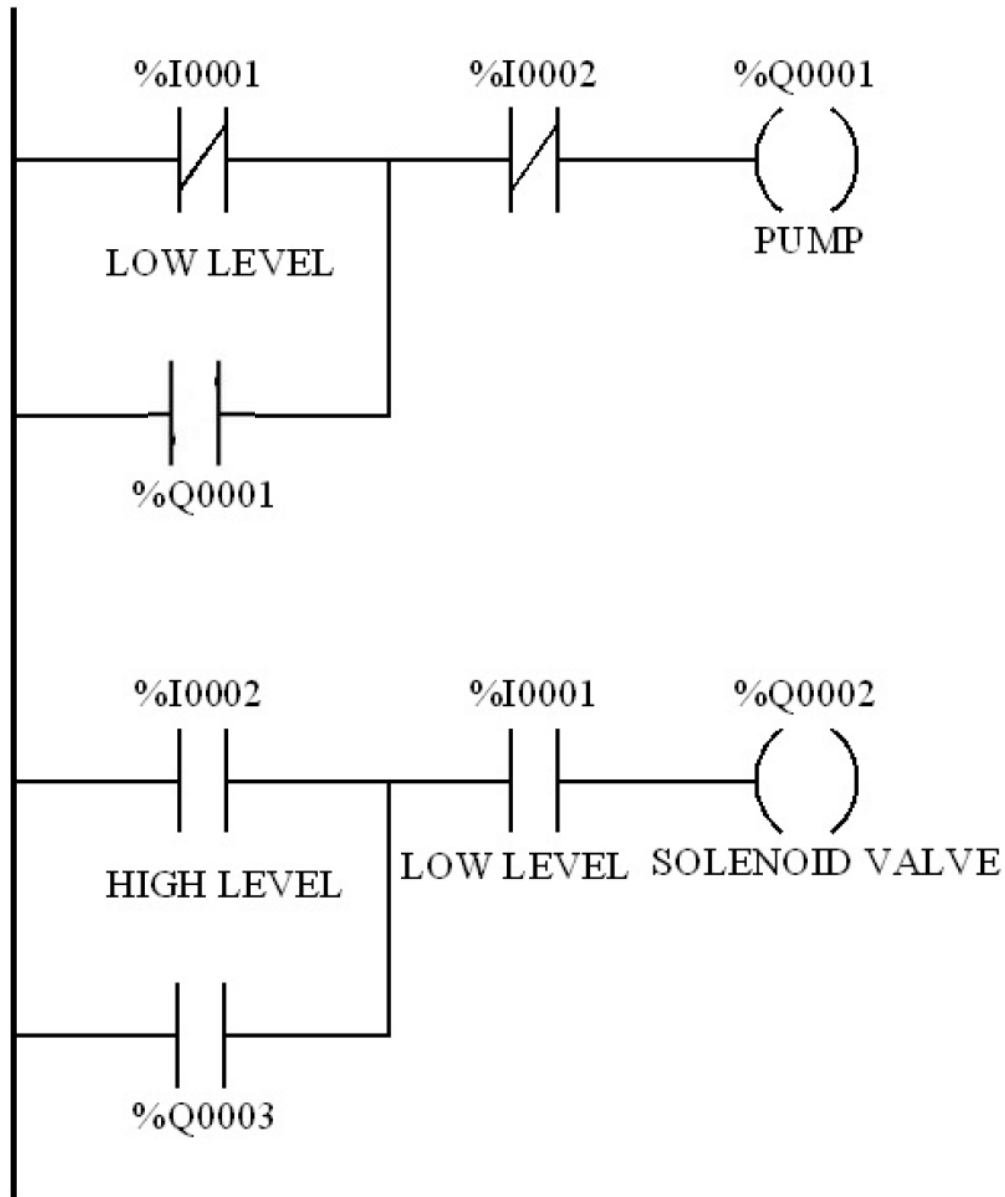 %I0001 %I0002 %Q0001
LOW LEVEL PUMP
%Q0001
%I0002 %I0001 %Q0002
HIGH LEVEL LOW LEVEL SOLENOID VALVE
%Q0003